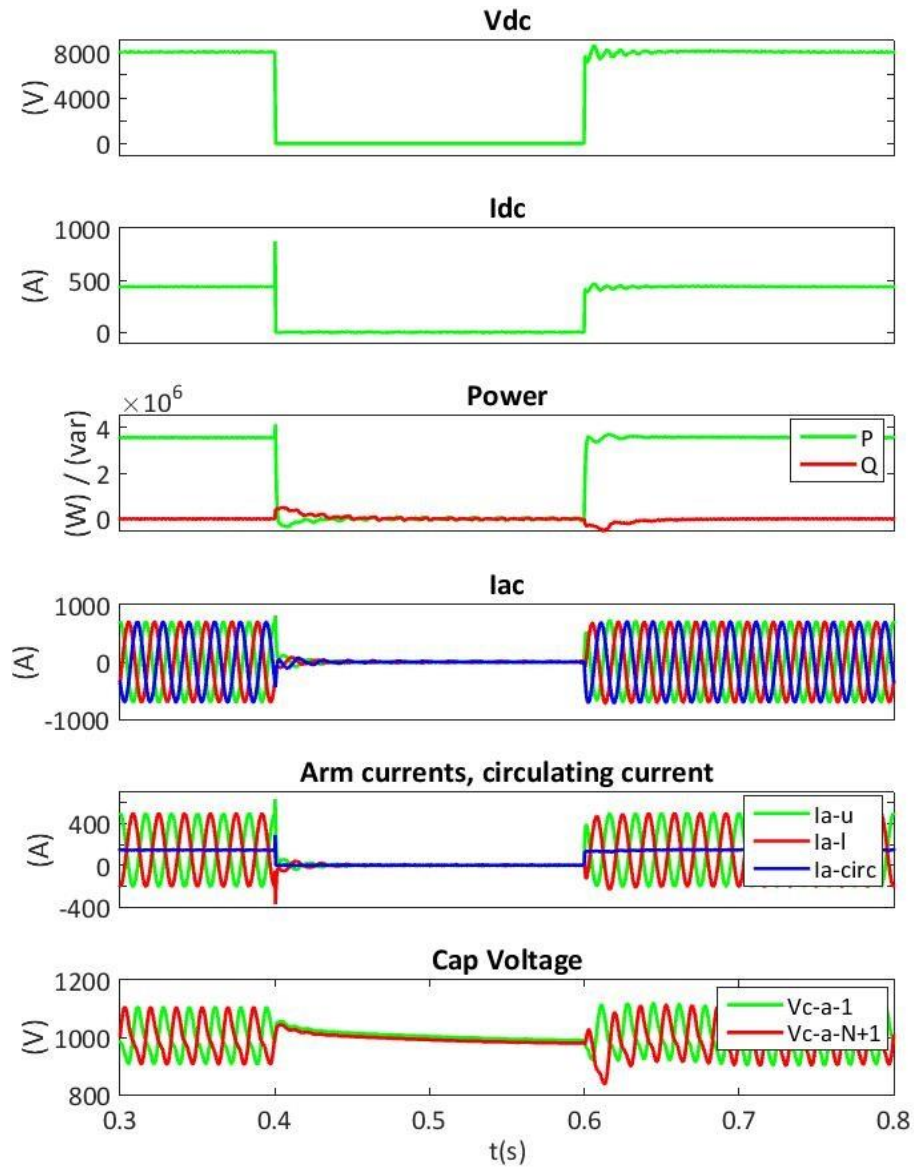 Vdc
8000
4000
0
(V)
Idc
1000
500
0
(A)
Power
×10^6
4
2
0
(W) / (var)
P
Q
Iac
1000
0
-1000
(A)
Arm currents, circulating current
400
0
-400
(A)
Ia-u
Ia-l
Ia-circ
Cap Voltage
1200
1000
800
(V)
Vc-a-1
Vc-a-N+1
0.3 0.4 0.5 0.6 0.7 0.8
t(s)